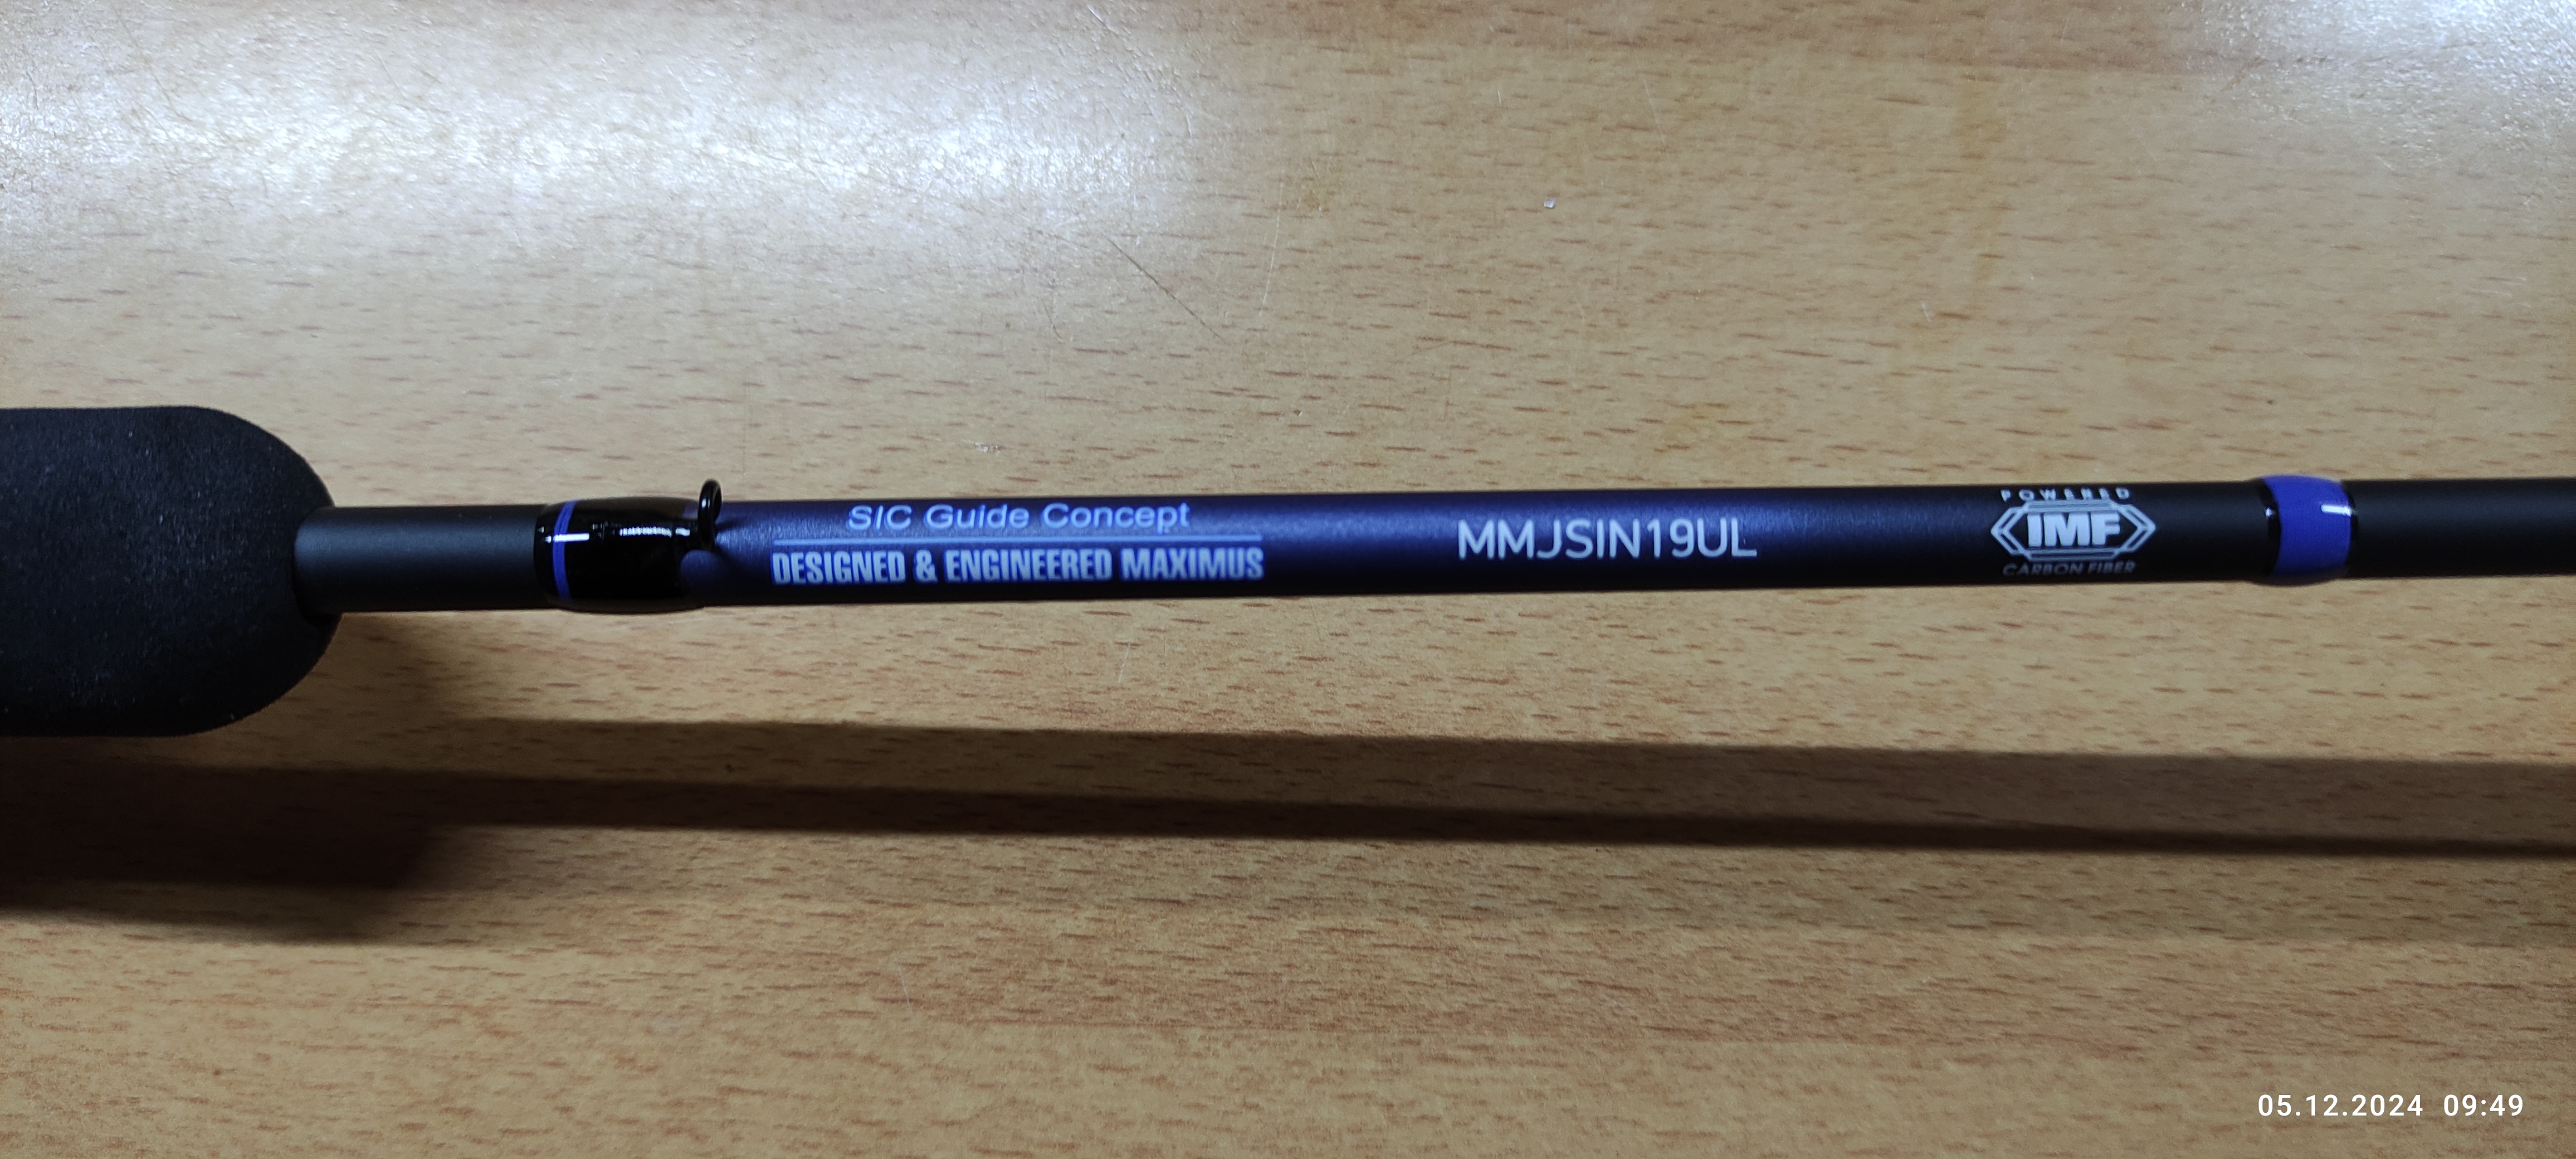 SIC Guide Concept
DESIGNED & ENGINEERED MAXIMUS
MMJSIN19UL
POWERED
IMF
CARBON FIBER
05.12.2024 09:49